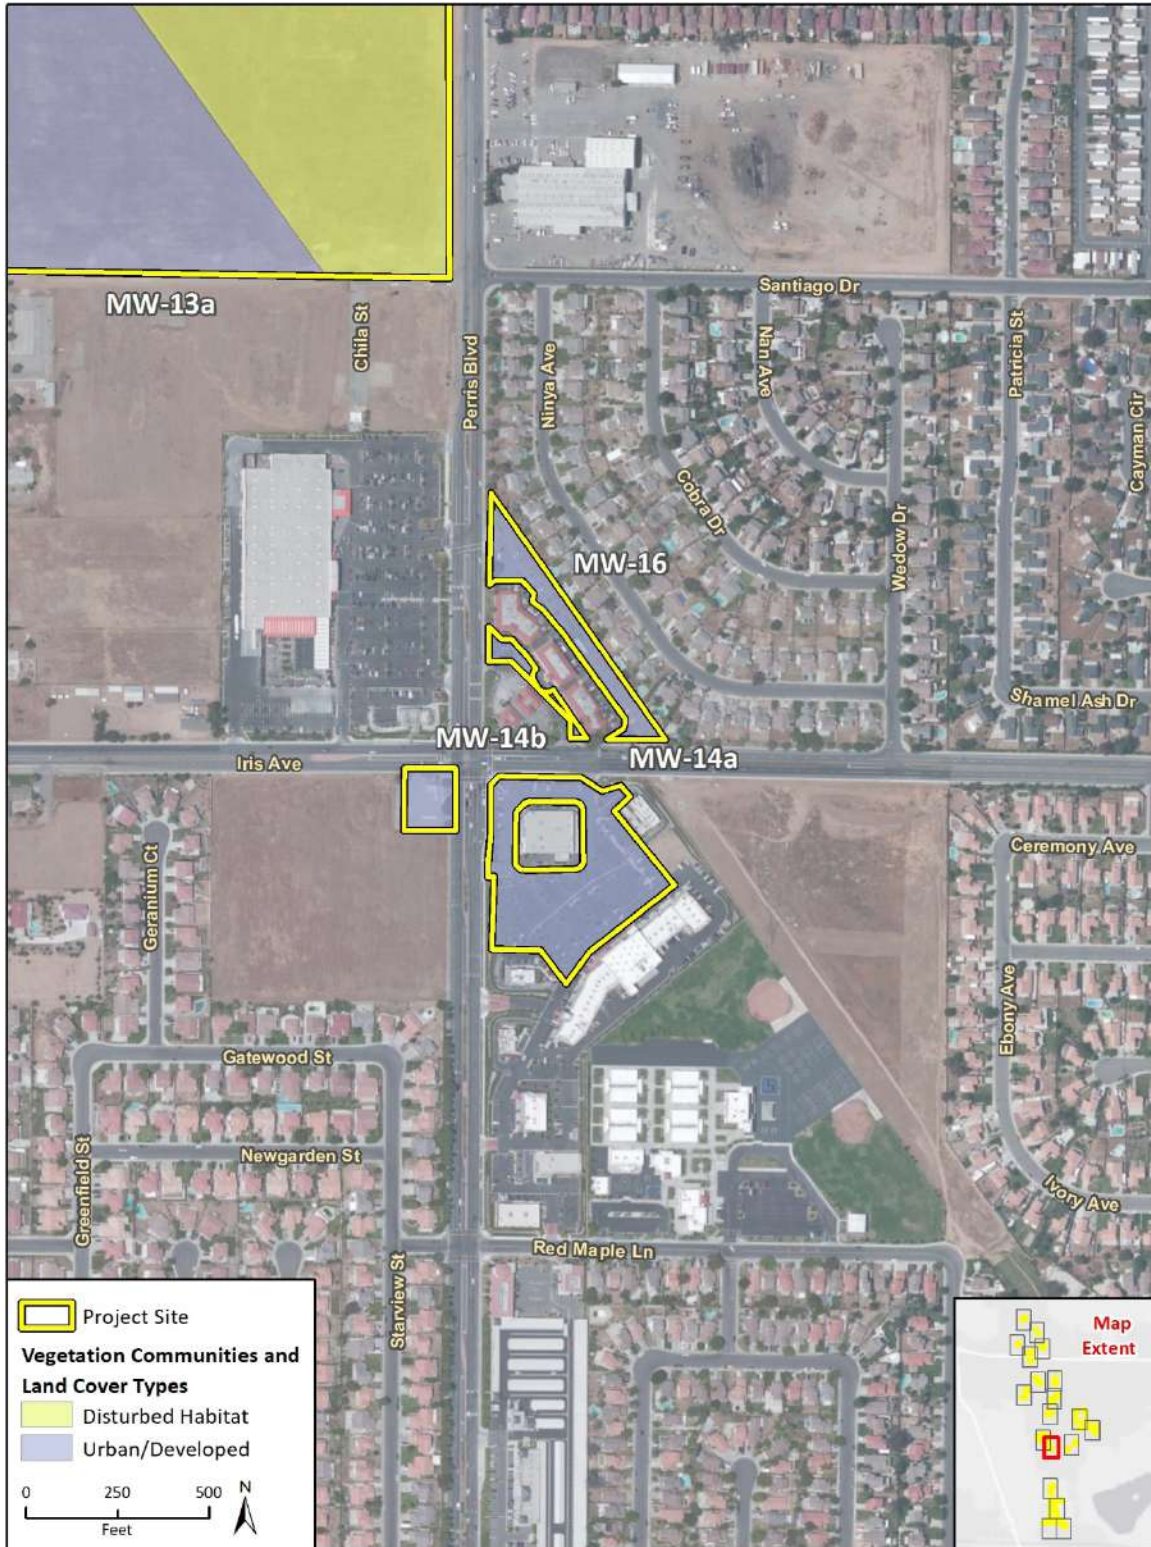 Santiago Dr
MW-13a
Chila St
Perris Blvd
Ninya Ave
Nan Ave
Patricia St
Cayman Cir
Cobra Dr
Wedow Dr
MW-16
Shamel Ash Dr
MW-14b
MW-14a
Iris Ave
Geranium Ct
Ceremony Ave
Ebony Ave
Gatewood St
Newgarden St
Greenfield St
Ivory Ave
Starview St
Red Maple Ln
Project Site
Vegetation Communities and
Land Cover Types
Disturbed Habitat
Urban/Developed
0 250 500
Feet
N
Map
Extent